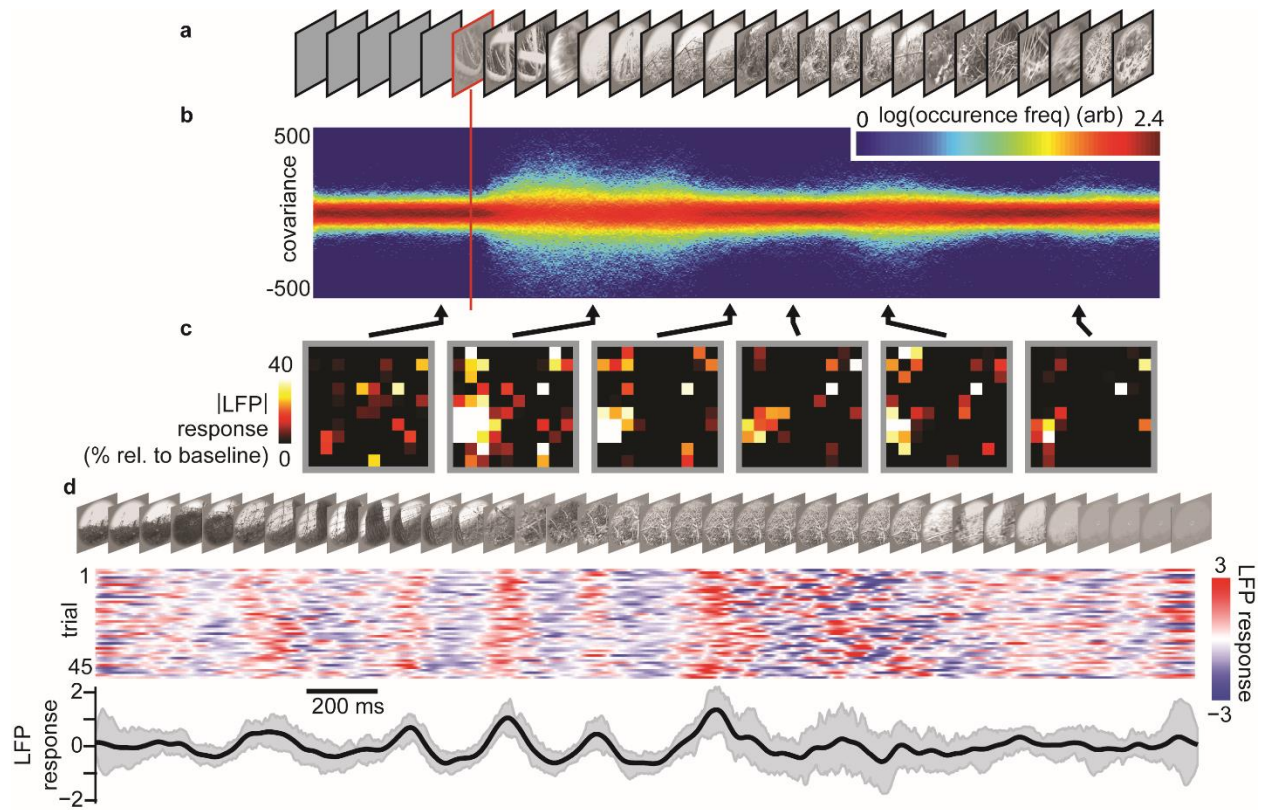 a
b
500
covariance
-500
0 log(occurence freq) (arb) 2.4
c
40
|LFP|
response
(% rel. to baseline) 0
d
1
trial
45
3
LFP response
−3
200 ms
2
0
−2
LFP
response